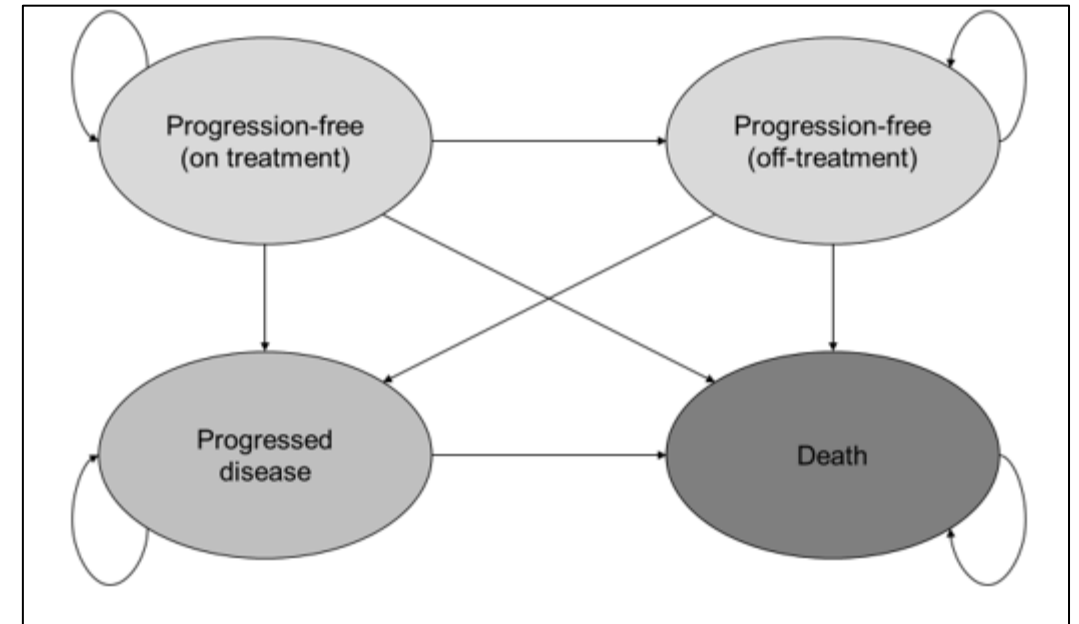 Progression-free
(on treatment)
Progression-free
(off-treatment)
Progressed
disease
Death